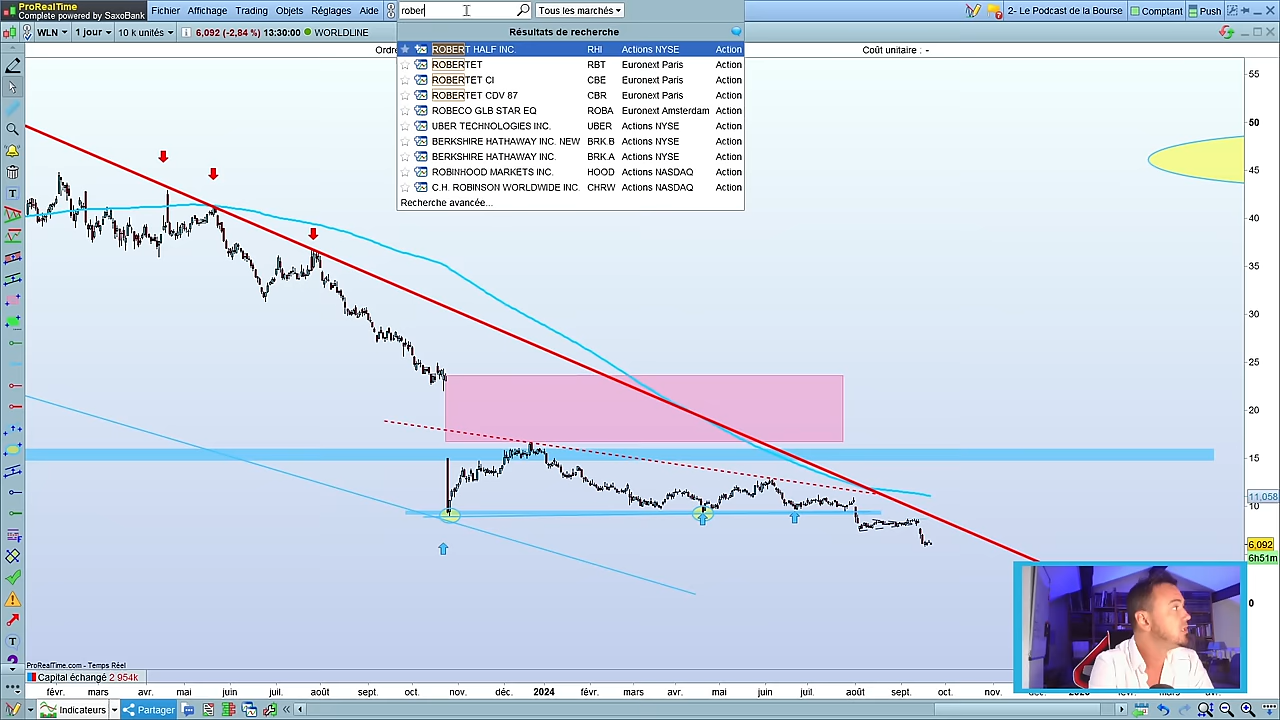 ProRealTime
Complete powered by SaxoBank
Fichier Affichage Trading Outils Réglages Aide
rober
Tous les marchés
2- Le Podcast de la Bourse
Comptant
Push
WLN
1 jour
10 k unités
6,092 (-2,84 %) 13:30:00
WORLDLINE
Résultats de recherche
Ordre
Coût unitaire : -
ROBERT HALF INC. RHI Actions NYSE Action
ROBERTET RBT Euronext Paris Action
ROBERTET CI CBE Euronext Paris Action
ROBERTET CDV 87 CBR Euronext Paris Action
ROBECO GLB STAR EQ ROBA Euronext Amsterdam Action
UBER TECHNOLOGIES INC. UBER Actions NYSE Action
BERKSHIRE HATHAWAY INC. NEW BRK.B Actions NYSE Action
BERKSHIRE HATHAWAY INC. BRK.A Actions NYSE Action
ROBINHOOD MARKETS INC. HOOD Actions NASDAQ Action
C.H. ROBINSON WORLDWIDE INC. CHRW Actions NASDAQ Action
Recherche avancée...
55
50
45
40
35
30
25
20
15
11,058
10
6,092
6h51m
0
ProRealTime.com - Temps Réel
Capital échangé 2 954k
févr. mars avr. mai juin juil. août sept. oct. nov. déc. 2024 févr. mars avr. mai juin juil. août sept. oct. nov.
Indicateurs
Partager